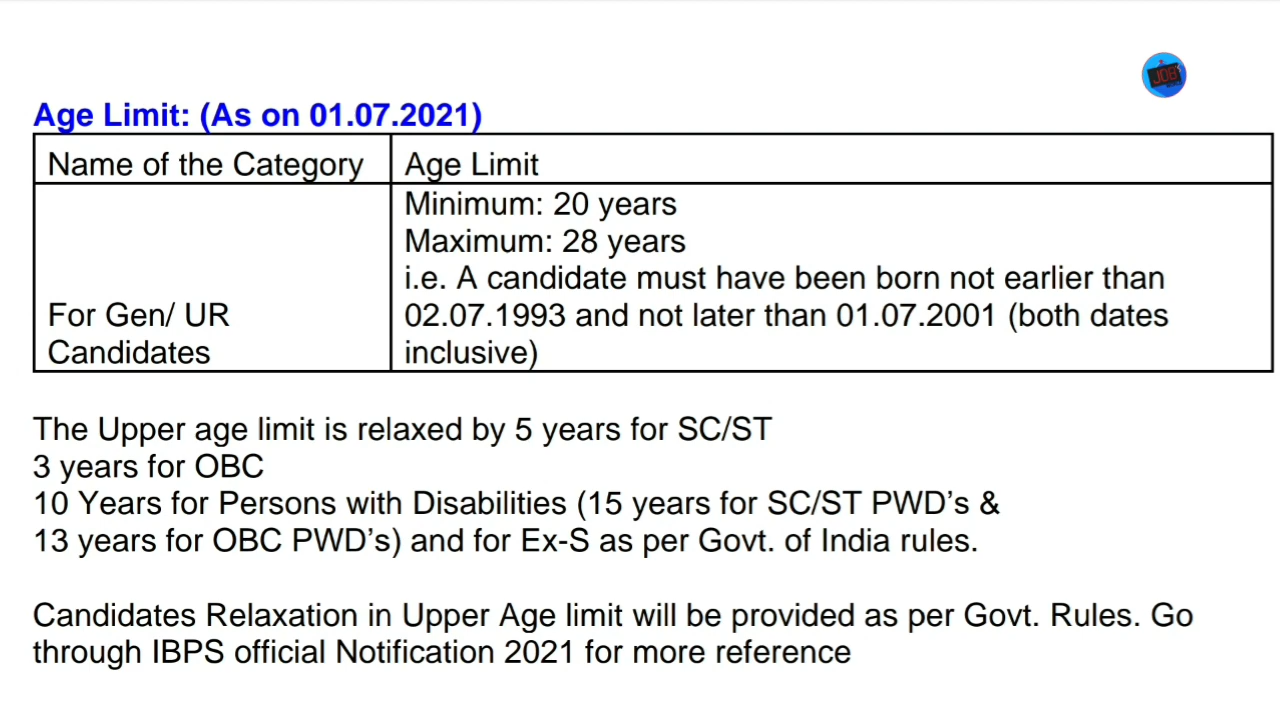 JOB
Age Limit: (As on 01.07.2021)
Name of the Category Age Limit
Minimum: 20 years
Maximum: 28 years
i.e. A candidate must have been born not earlier than
For Gen/ UR 02.07.1993 and not later than 01.07.2001 (both dates
Candidates inclusive)
The Upper age limit is relaxed by 5 years for SC/ST
3 years for OBC
10 Years for Persons with Disabilities (15 years for SC/ST PWD’s &
13 years for OBC PWD’s) and for Ex-S as per Govt. of India rules.
Candidates Relaxation in Upper Age limit will be provided as per Govt. Rules. Go
through IBPS official Notification 2021 for more reference